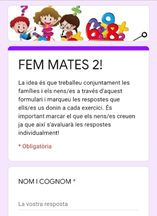 FEM MATES 2!
La idea és que treballeu conjuntament les
famílies i els nens/es a través d'aquest
formulari i marqueu les respostes que
ells/es us donin a cada exercici. És
important marcar el que els nens/es creuen
ja que així s'avaluarà les respostes
individualment!
* Obligatòria
NOM I COGNOM *
La vostra resposta